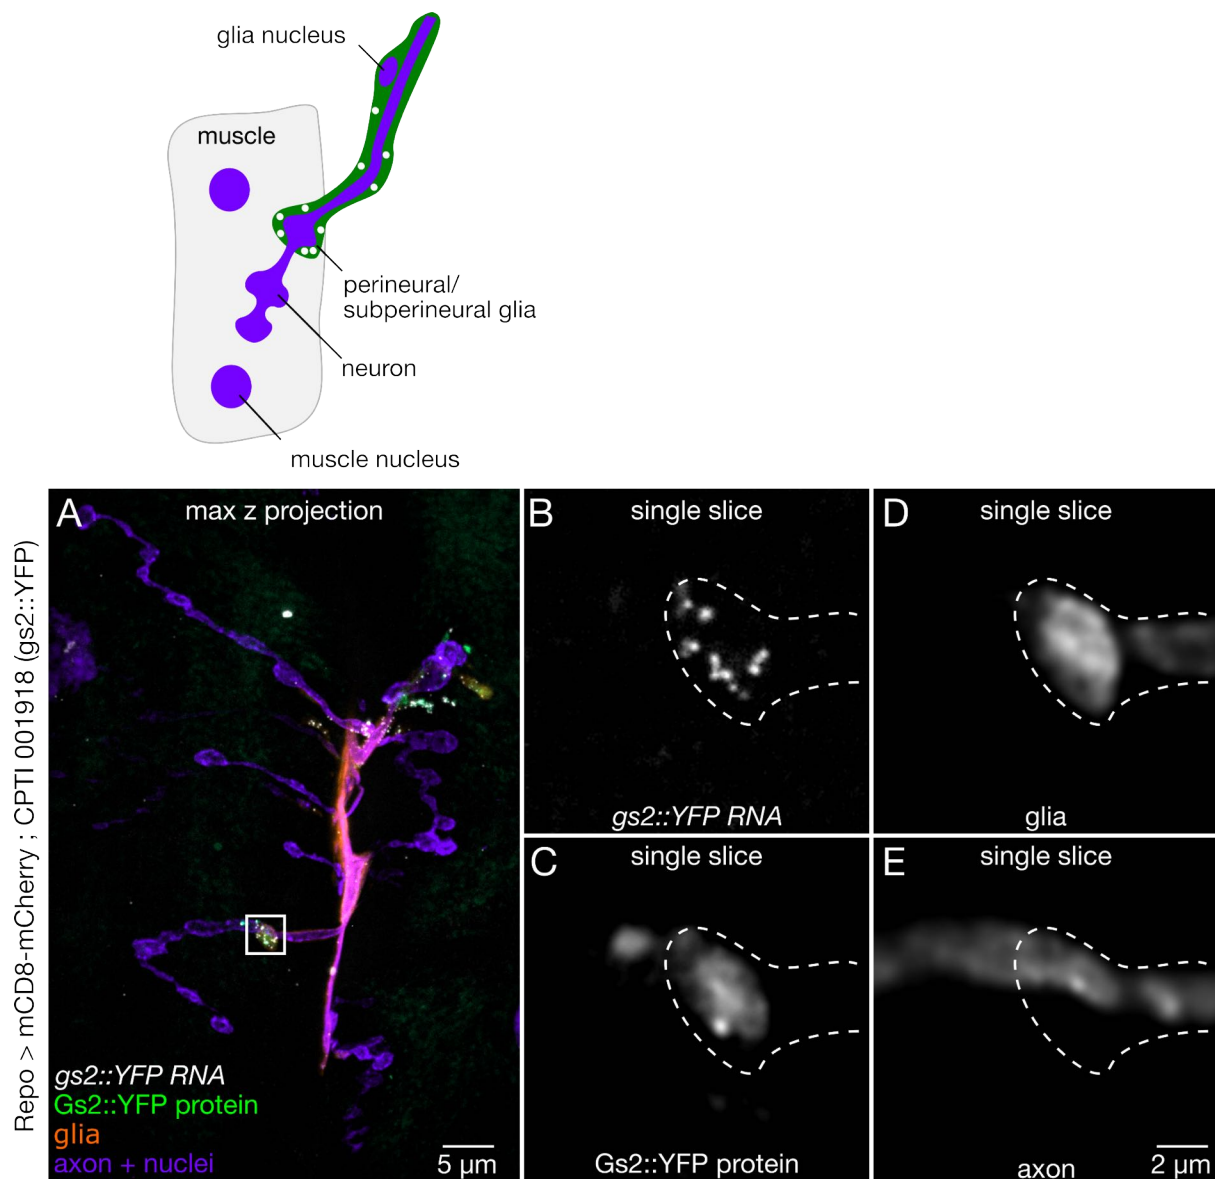 glia nucleus
muscle
perineural/
subperineural glia
neuron
muscle nucleus
Repo > mCD8-mCherry ; CPTI 001918 (gs2::YFP)
A
max z projection
gs2::YFP RNA
Gs2::YFP protein
glia
axon + nuclei
5 µm
B
single slice
gs2::YFP RNA
D
single slice
glia
C
single slice
Gs2::YFP protein
E
single slice
axon
2 µm